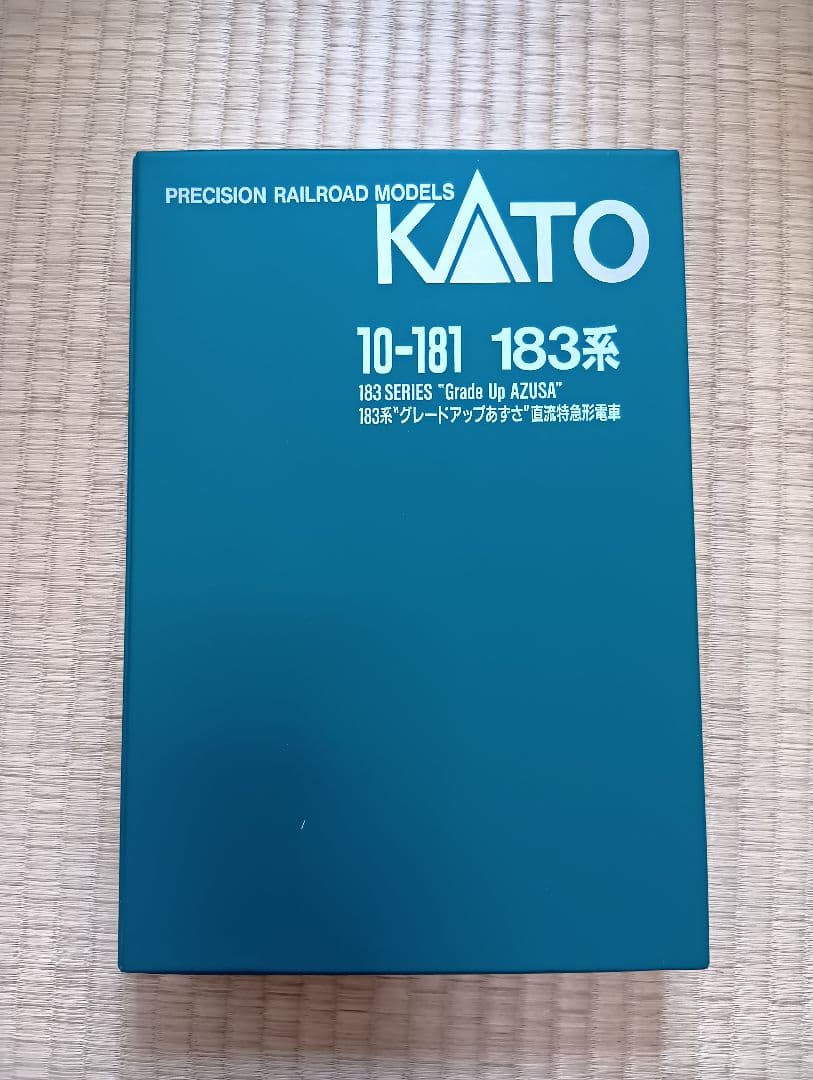 PRECISION RAILROAD MODELS
KATO
10-181 183系
183 SERIES "Grade Up AZUSA"
183系"グレードアップあずさ"直流特急形電車